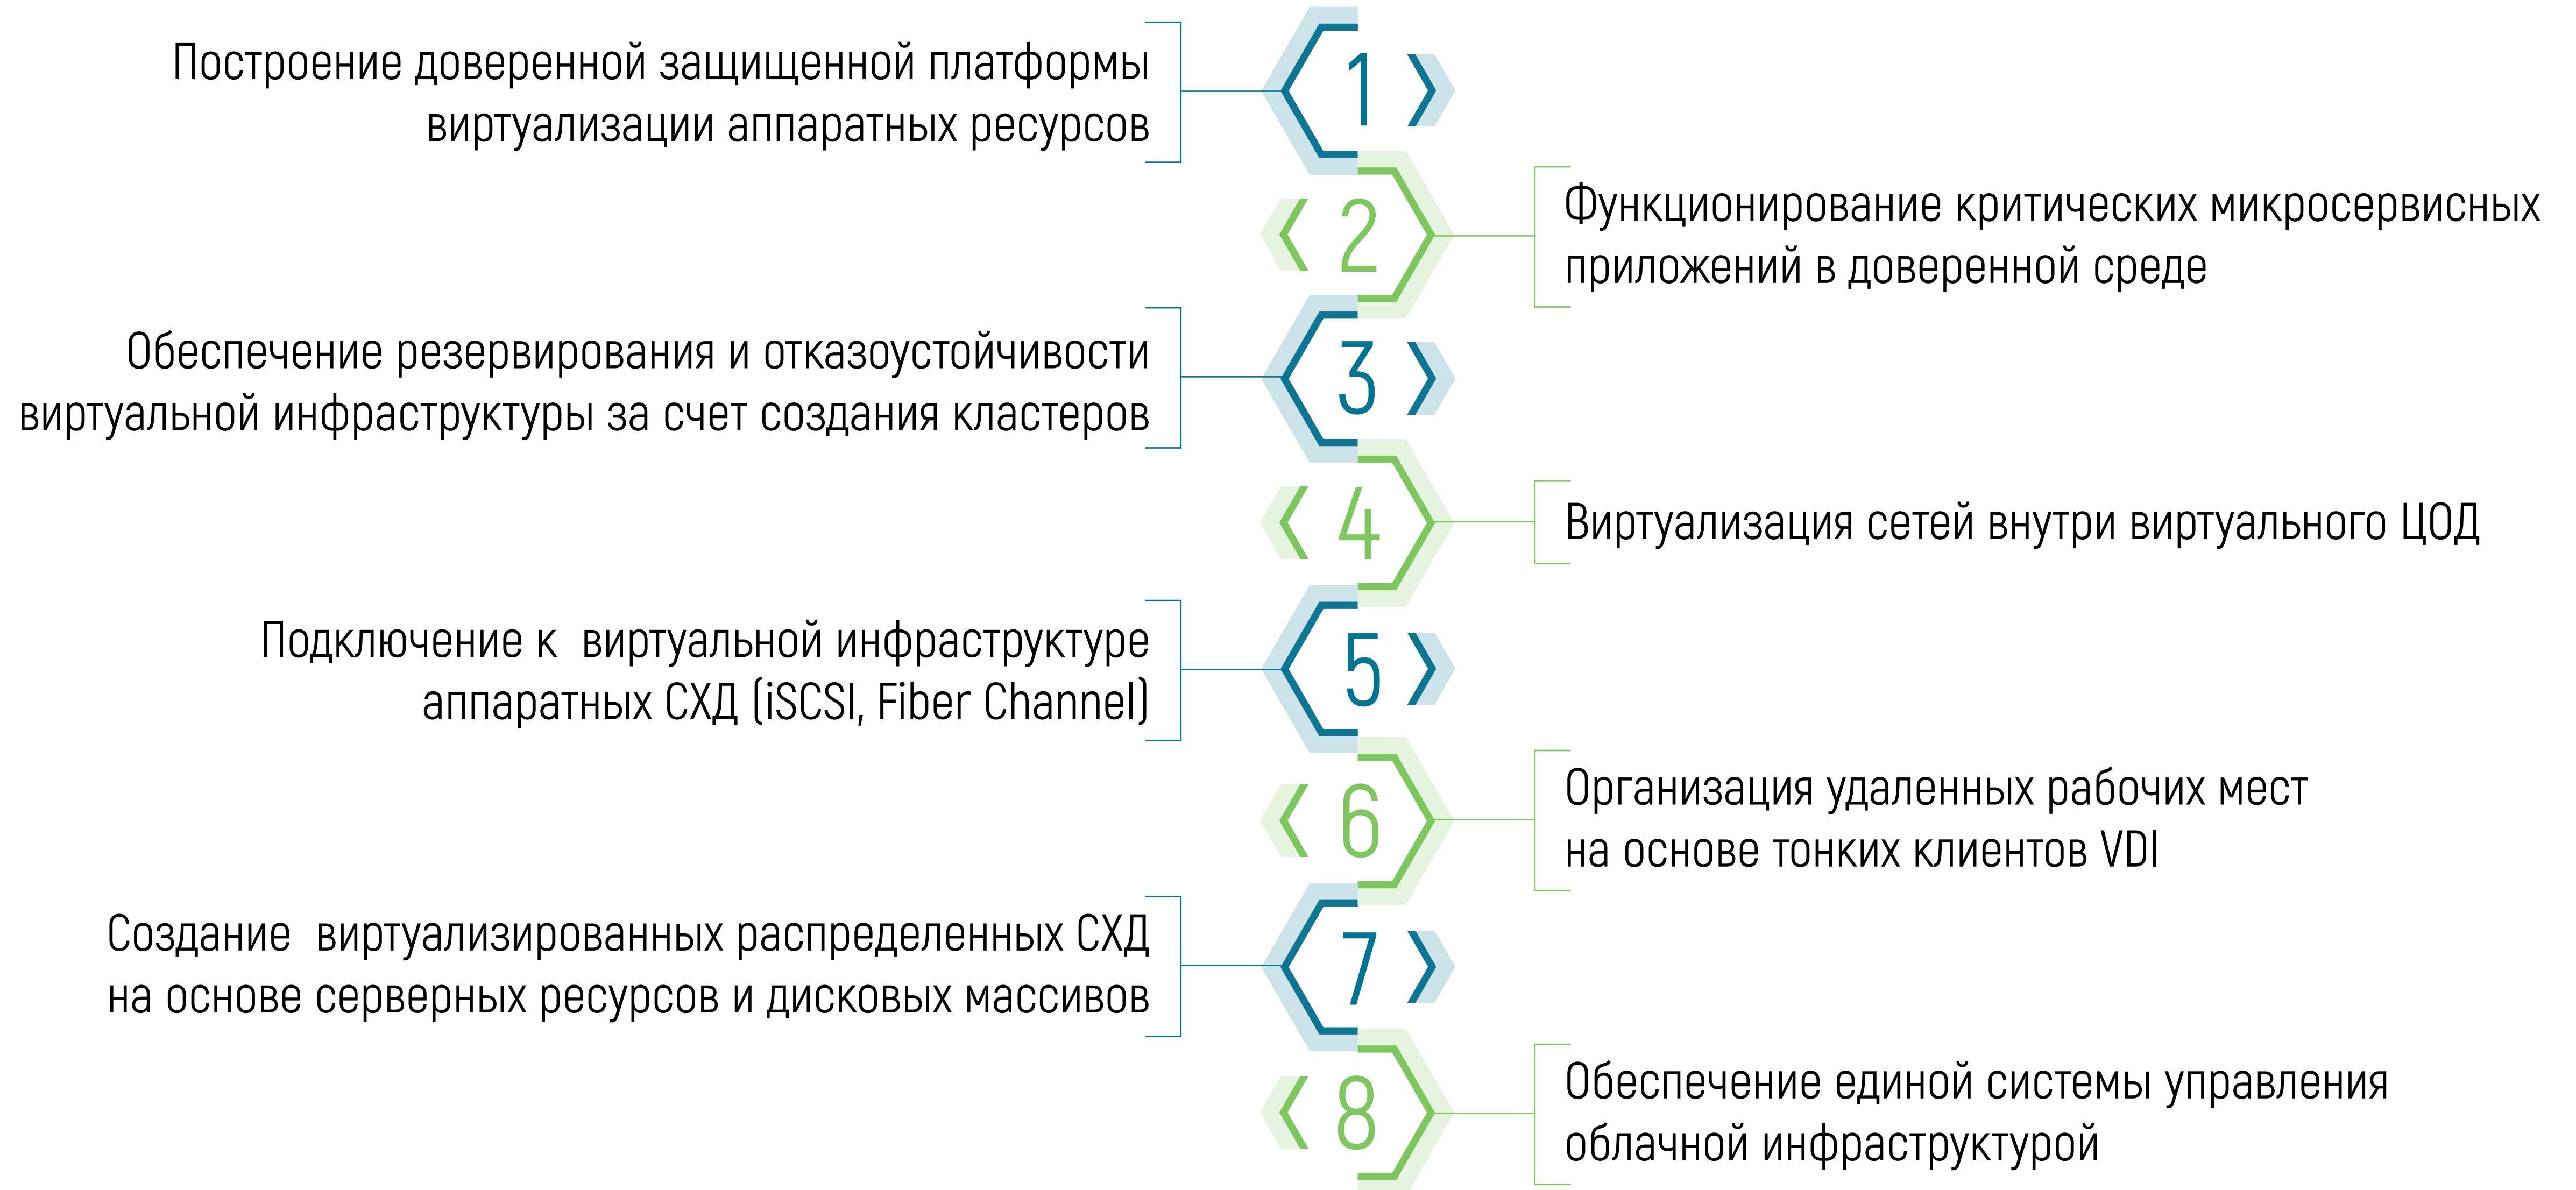 Построение доверенной защищенной платформы
виртуализации аппаратных ресурсов
1
2
Функционирование критических микросервисных
приложений в доверенной среде
Обеспечение резервирования и отказоустойчивости
виртуальной инфраструктуры за счет создания кластеров
3
4
Виртуализация сетей внутри виртуального ЦОД
Подключение к виртуальной инфраструктуре
аппаратных СХД (iSCSI, Fiber Channel)
5
6
Организация удаленных рабочих мест
на основе тонких клиентов VDI
Создание виртуализированных распределенных СХД
на основе серверных ресурсов и дисковых массивов
7
8
Обеспечение единой системы управления
облачной инфраструктурой